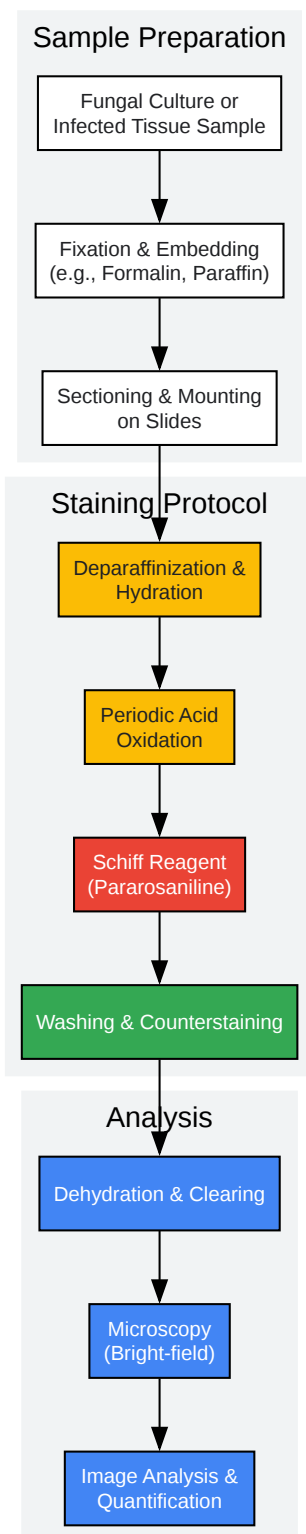 Sample Preparation
Fungal Culture or
Infected Tissue Sample
Fixation & Embedding
(e.g., Formalin, Paraffin)
Sectioning & Mounting
on Slides
Staining Protocol
Deparaffinization &
Hydration
Periodic Acid
Oxidation
Schiff Reagent
(Pararosaniline)
Washing & Counterstaining
Analysis
Dehydration & Clearing
Microscopy
(Bright-field)
Image Analysis &
Quantification